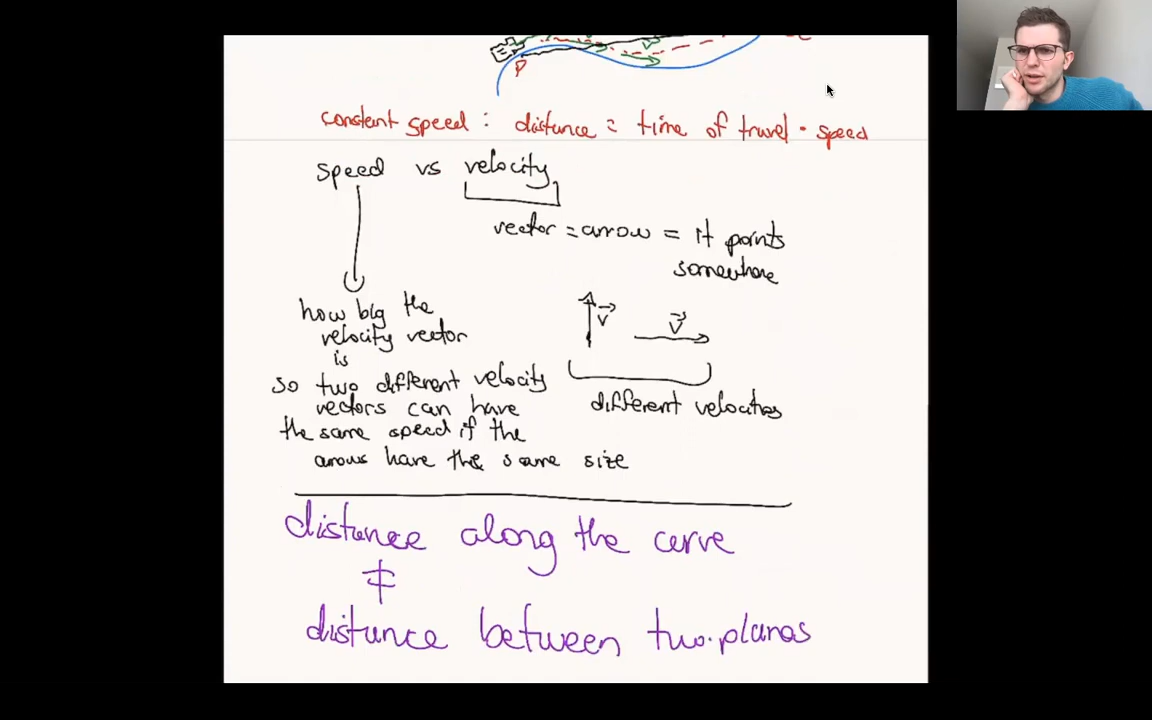 P
constant speed : distance = time of travel · speed
speed vs velocity
vector = arrow = it points
somewhere
how big the
velocity vector
is
v v
so two different velocity
vectors can have
the same speed if the
arrows have the same size
different velocities
distance along the curve
≠
distance between two planes